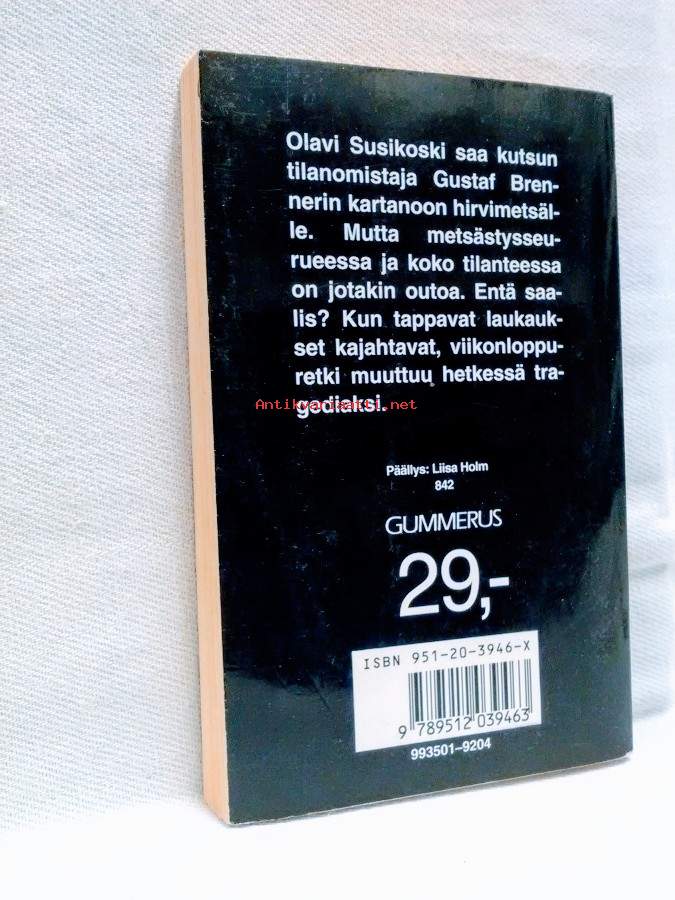 Olavi Susikoski saa kutsun
tilanomistaja Gustaf Bren-
nerin kartanoon hirvimetsäl-
le. Mutta metsästysseu-
rueessa ja koko tilanteessa
on jotakin outoa. Entä saa-
lis? Kun tappavat laukauk-
set kajahtavat, viikonloppu-
retki muuttuu hetkessä tra-
gediaksi.
Antikvariaatti.net
Päällys: Liisa Holm
842
GUMMERUS
29,-
ISBN 951-20-3946-X
9 789512 039463
993501-9204